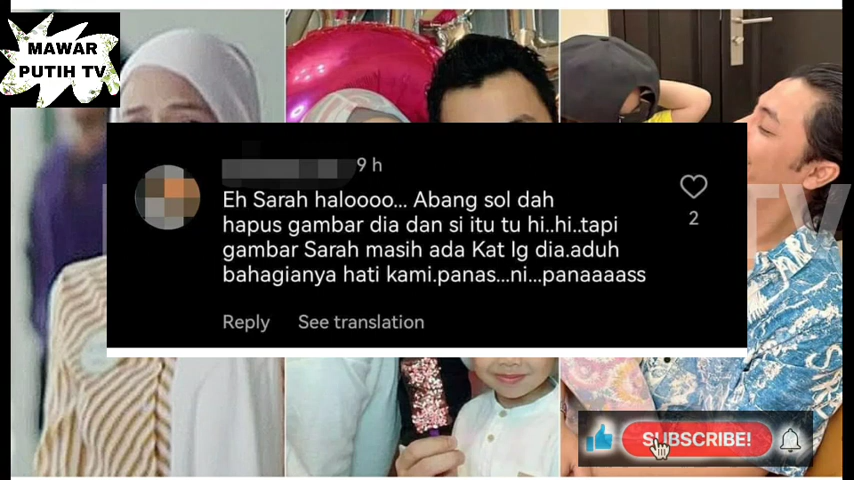 MAWAR
PUTIH TV
9 h
Eh Sarah haloooo... Abang sol dah
hapus gambar dia dan si itu tu hi..hi..tapi
gambar Sarah masih ada Kat Ig dia.aduh
bahagianya hati kami.panas...ni...panaaaass
2
Reply
See translation
TV
SUBSCRIBE!